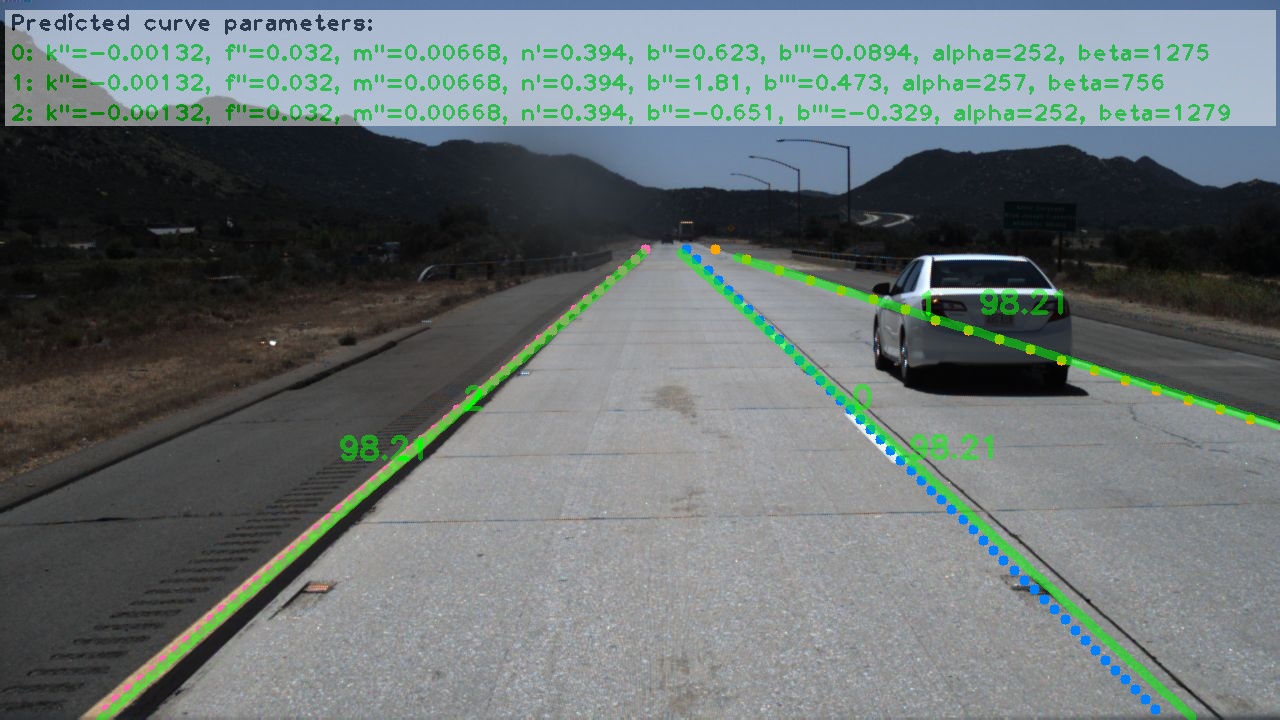 Predicted curve parameters:
0: k''=-0.00132, f''=0.032, m''=0.00668, n'=0.394, b''=0.623, b'''=0.0894, alpha=252, beta=1275
1: k''=-0.00132, f''=0.032, m''=0.00668, n'=0.394, b''=1.81, b'''=0.473, alpha=257, beta=756
2: k''=-0.00132, f''=0.032, m''=0.00668, n'=0.394, b''=-0.651, b'''=-0.329, alpha=252, beta=1279
1 98.21
2
0
98.21
98.21